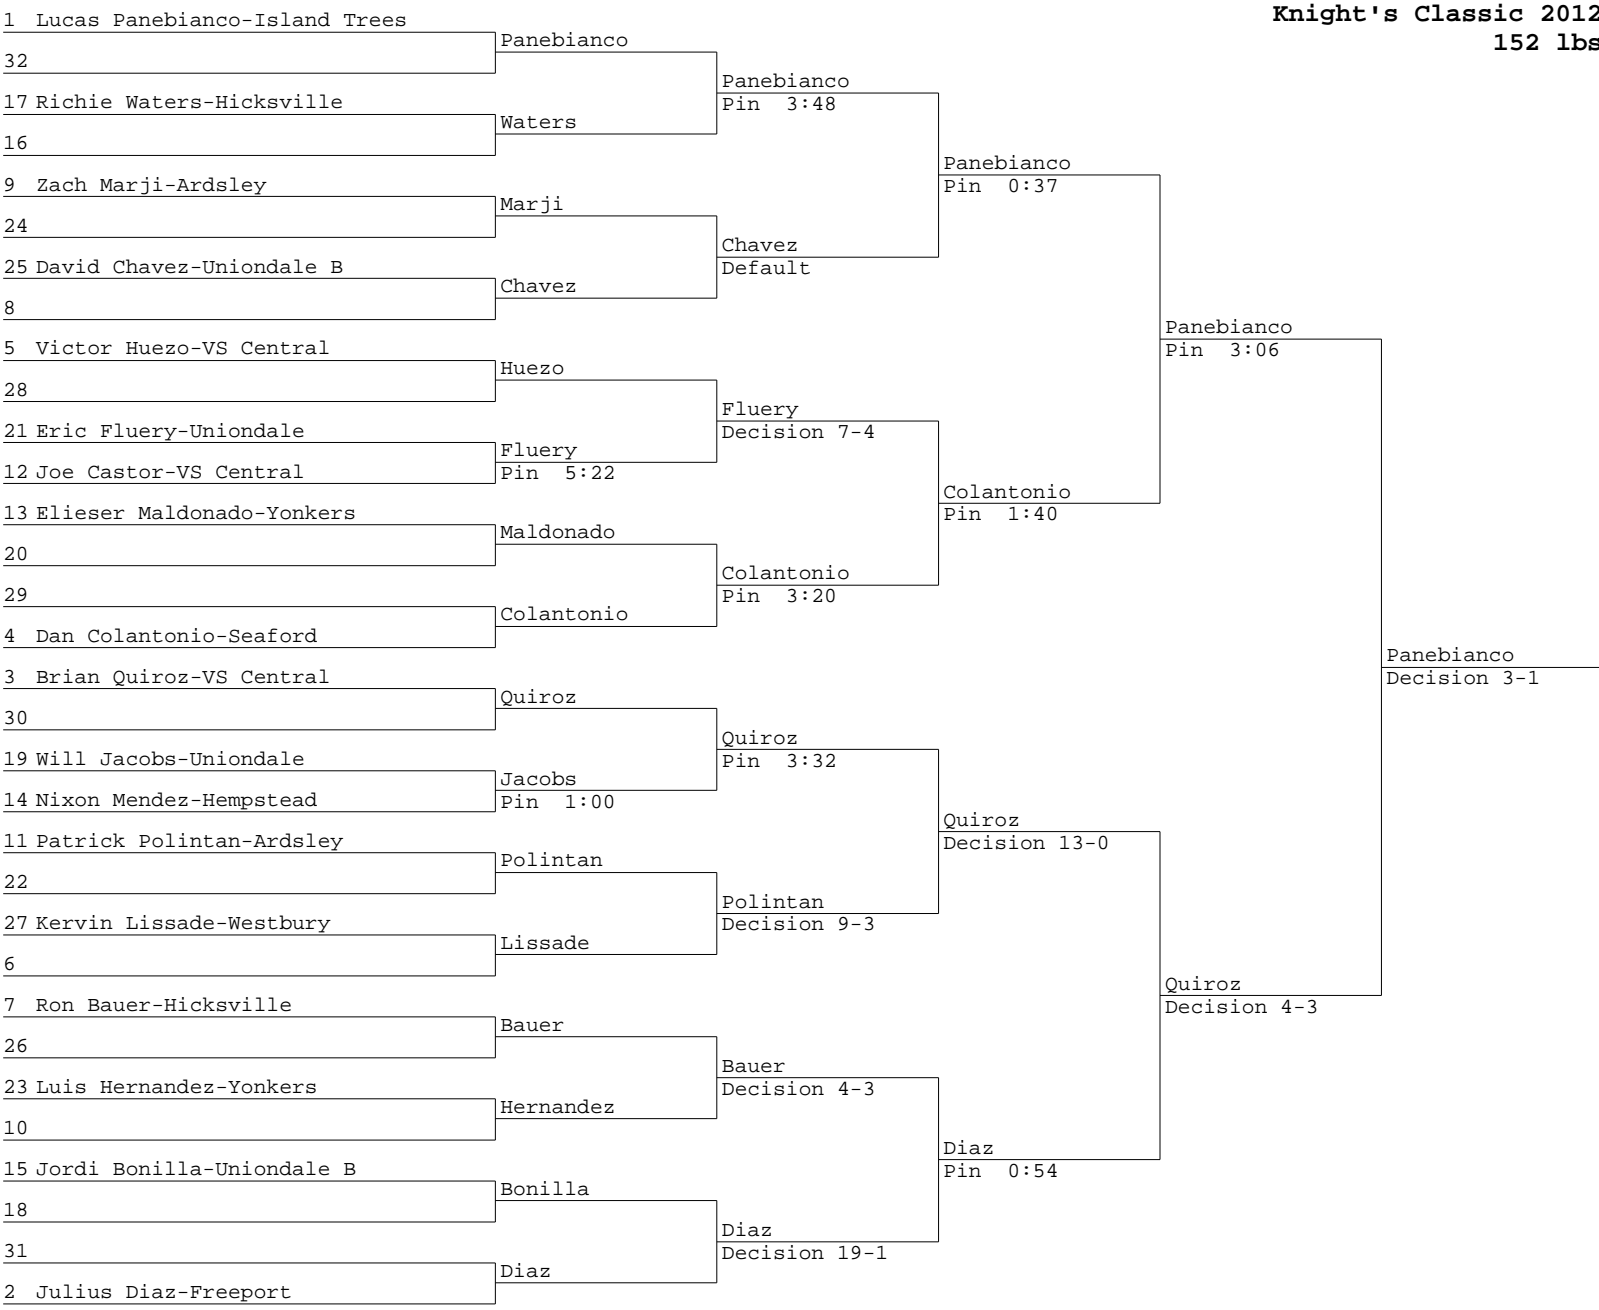 Knight's Classic 2012
152 lbs
1 Lucas Panebianco-Island Trees
Panebianco
32
Panebianco
Pin 3:48
17 Richie Waters-Hicksville
Waters
16
Panebianco
Pin 0:37
9 Zach Marji-Ardsley
Marji
24
Chavez
Default
25 David Chavez-Uniondale B
Chavez
8
Panebianco
Pin 3:06
5 Victor Huezo-VS Central
Huezo
28
Fluery
Decision 7-4
21 Eric Fluery-Uniondale
Fluery
Pin 5:22
12 Joe Castor-VS Central
Colantonio
Pin 1:40
13 Elieser Maldonado-Yonkers
Maldonado
20
Colantonio
Pin 3:20
29
Colantonio
4 Dan Colantonio-Seaford
Panebianco
Decision 3-1
3 Brian Quiroz-VS Central
Quiroz
30
Quiroz
Pin 3:32
19 Will Jacobs-Uniondale
Jacobs
Pin 1:00
14 Nixon Mendez-Hempstead
Quiroz
Decision 13-0
11 Patrick Polintan-Ardsley
Polintan
22
Polintan
Decision 9-3
27 Kervin Lissade-Westbury
Lissade
6
Quiroz
Decision 4-3
7 Ron Bauer-Hicksville
Bauer
26
Bauer
Decision 4-3
23 Luis Hernandez-Yonkers
Hernandez
10
Diaz
Pin 0:54
15 Jordi Bonilla-Uniondale B
Bonilla
18
Diaz
Decision 19-1
31
Diaz
2 Julius Diaz-Freeport